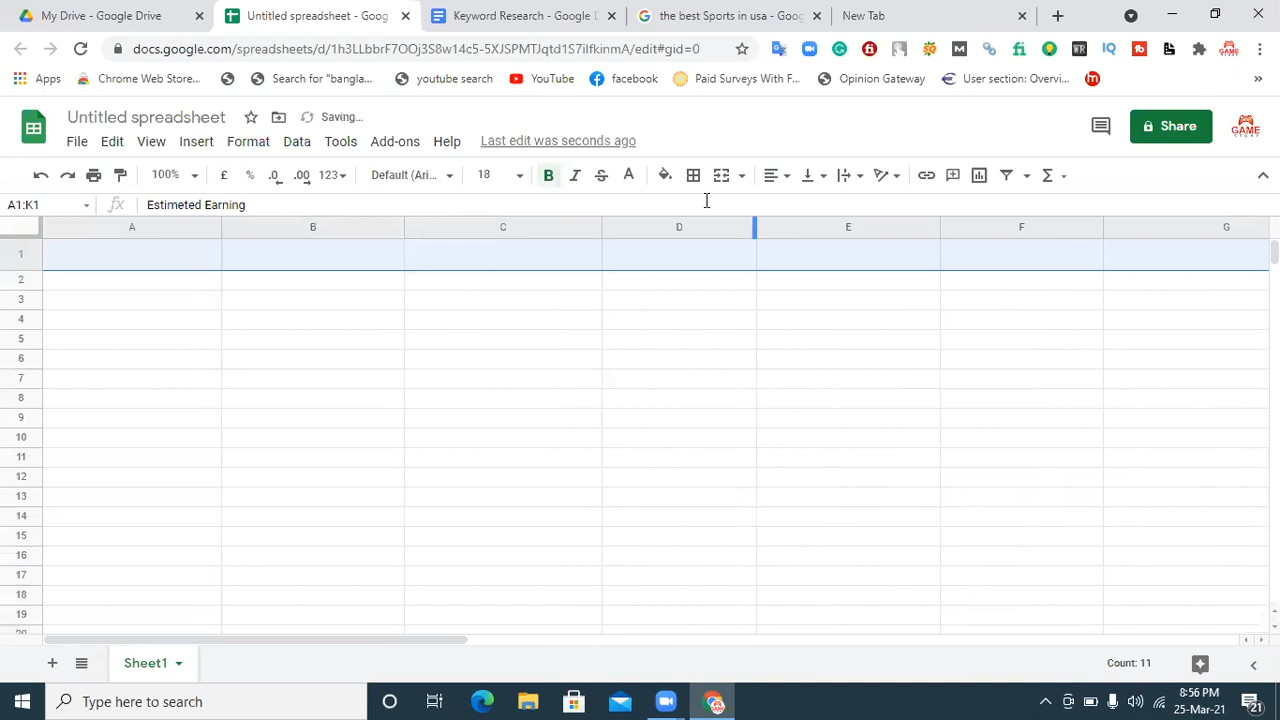 My Drive - Google Drive
Untitled spreadsheet - Goog
Keyword Research - Google D
the best Sports in usa - Goog
New Tab
docs.google.com/spreadsheets/d/1h3LLbbrF7OOj3S8w14c5-5XJSPMTJqtd1S7ilfkinmA/edit#gid=0
Apps
Chrome Web Store...
Search for "bangla...
youtube search
YouTube
facebook
Paid Surveys With F...
Opinion Gateway
User section: Overvi...
Untitled spreadsheet
Saving...
File Edit View Insert Format Data Tools Add-ons Help
Last edit was seconds ago
Share
100% £ % .0 .00 123
Default (Ari...
18
B I S A
A1:K1
fx
Estimeted Earning
A B C D E F G
1
2
3
4
5
6
7
8
9
10
11
12
13
14
15
16
17
18
19
20
Sheet1
Count: 11
Type here to search
8:56 PM
25-Mar-21
21